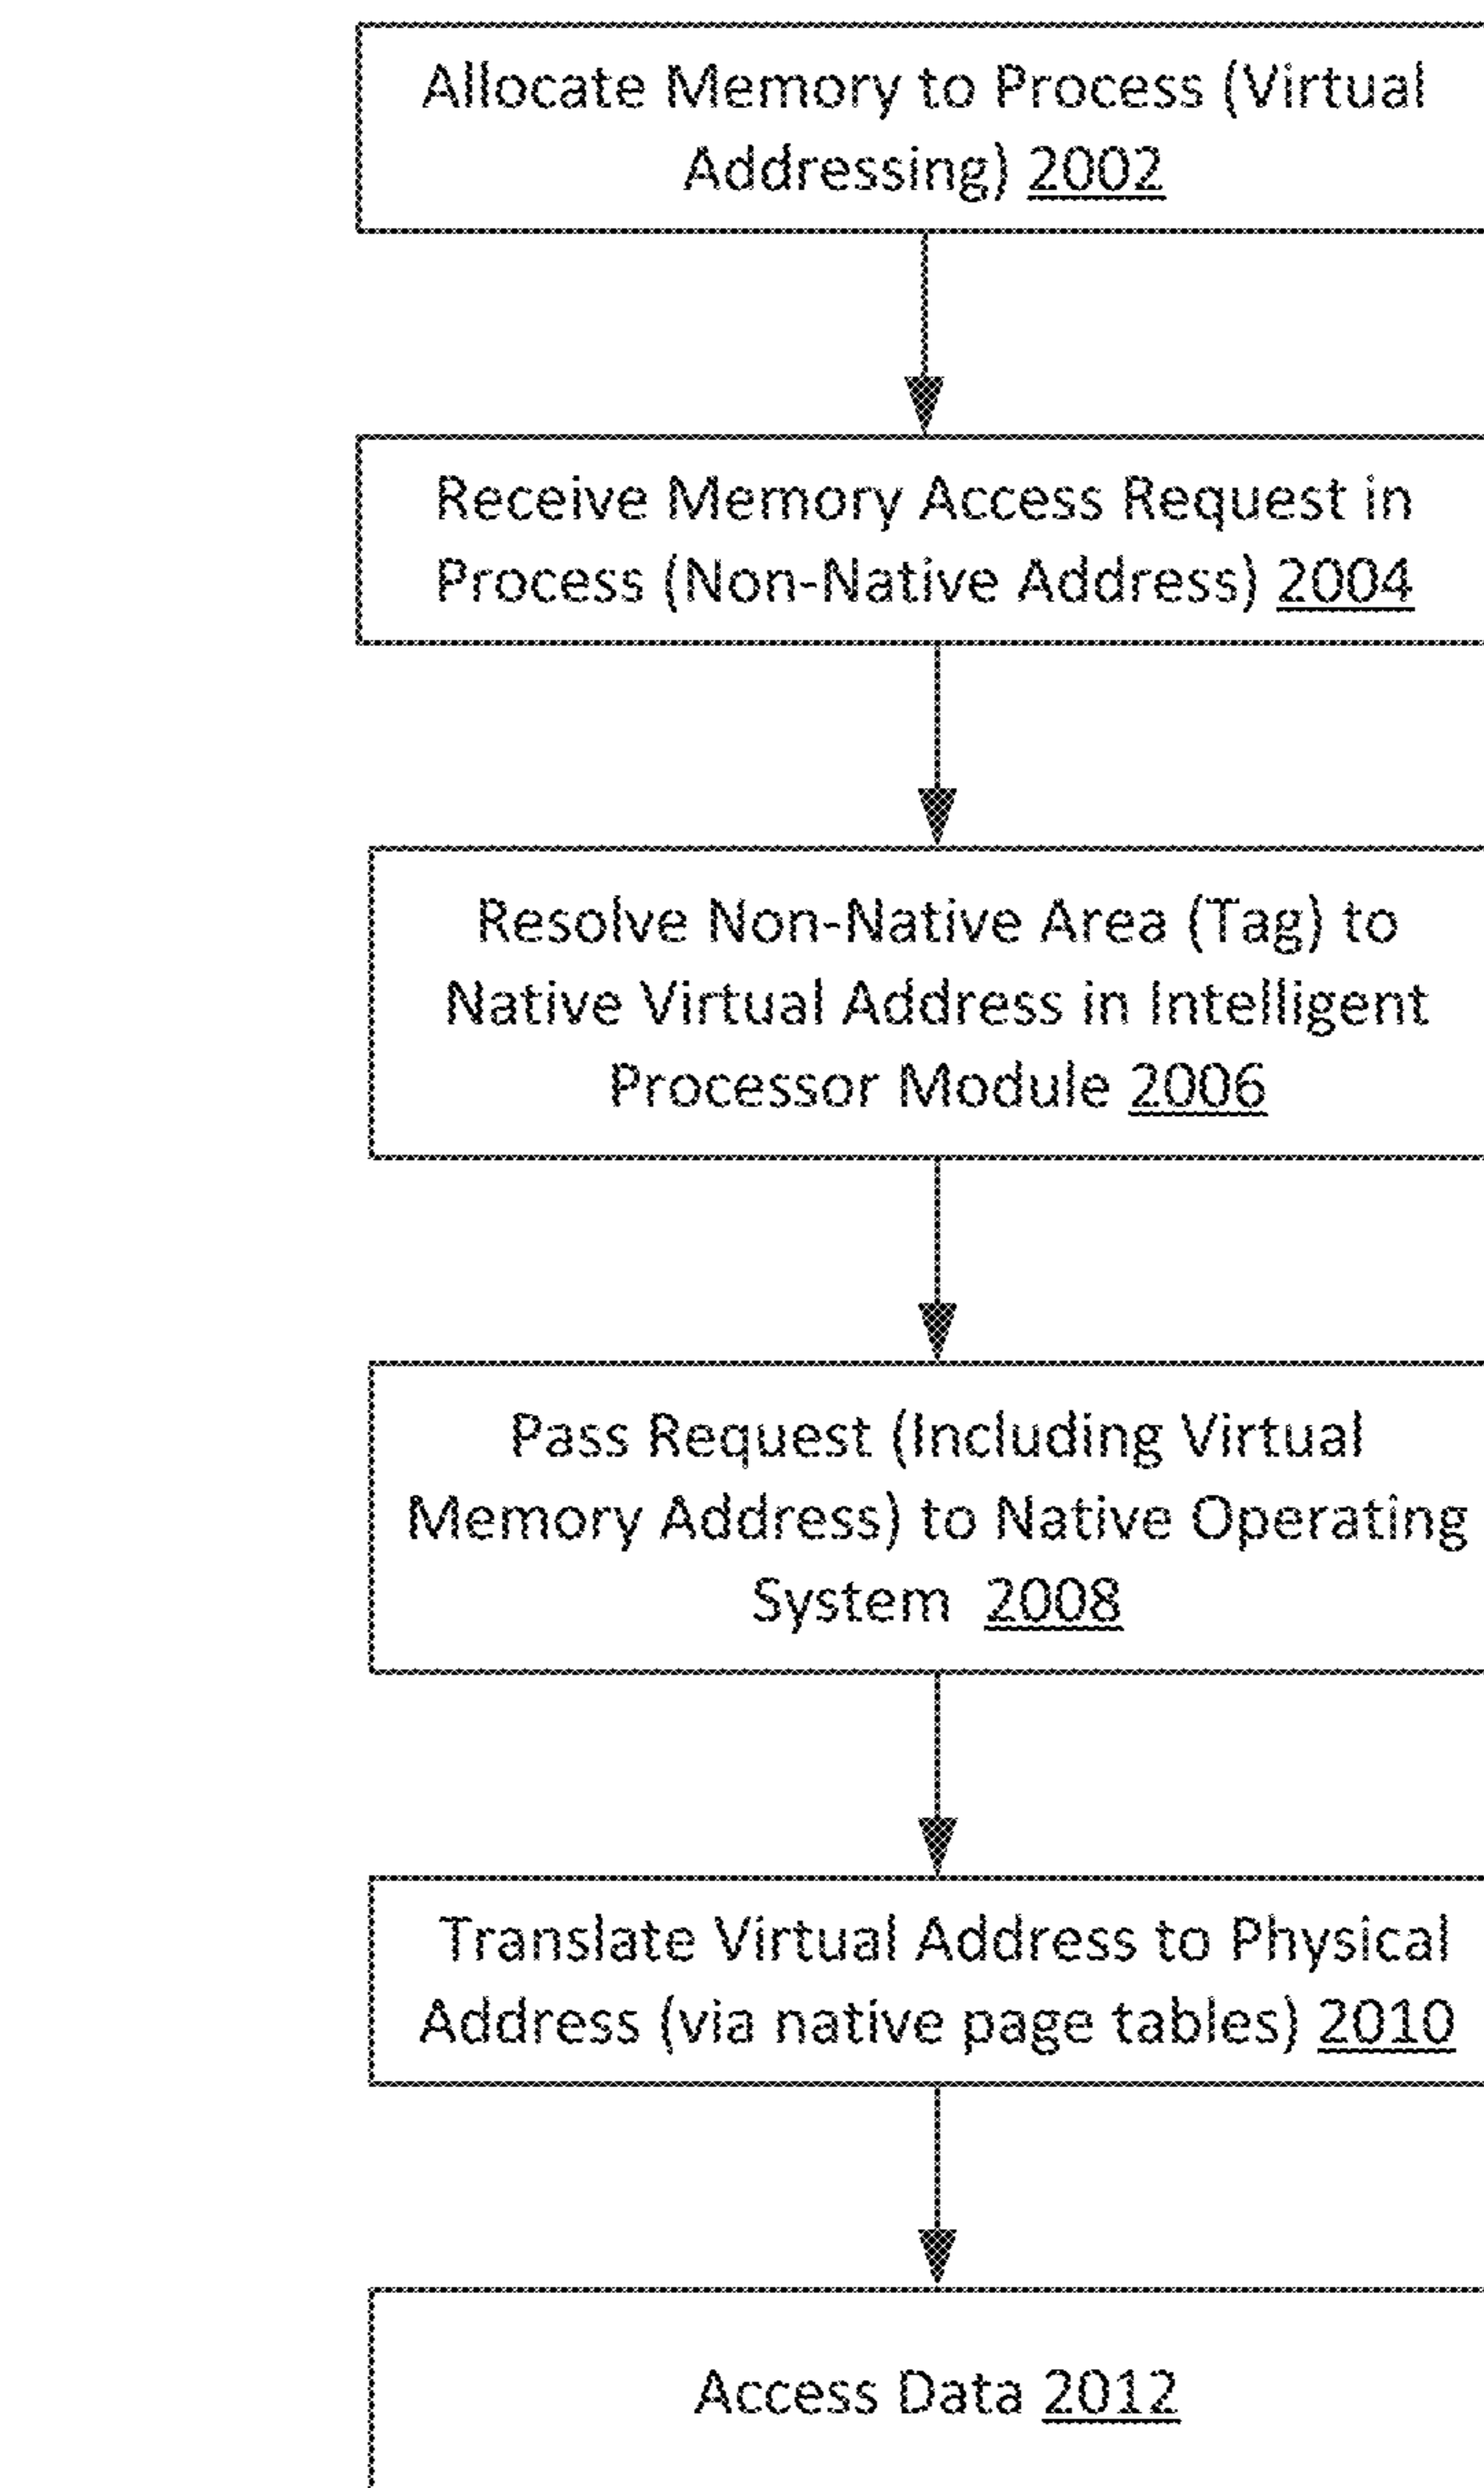 Allocate Memory to Process (Virtual
Addressing) 2002
Receive Memory Access Request in
Process (Non-Native Address) 2004
Resolve Non-Native Area (Tag) to
Native Virtual Address in Intelligent
Processor Module 2006
Pass Request (Including Virtual
Memory Address) to Native Operating
System 2008
Translate Virtual Address to Physical
Address (via native page tables) 2010
Access Data 2012